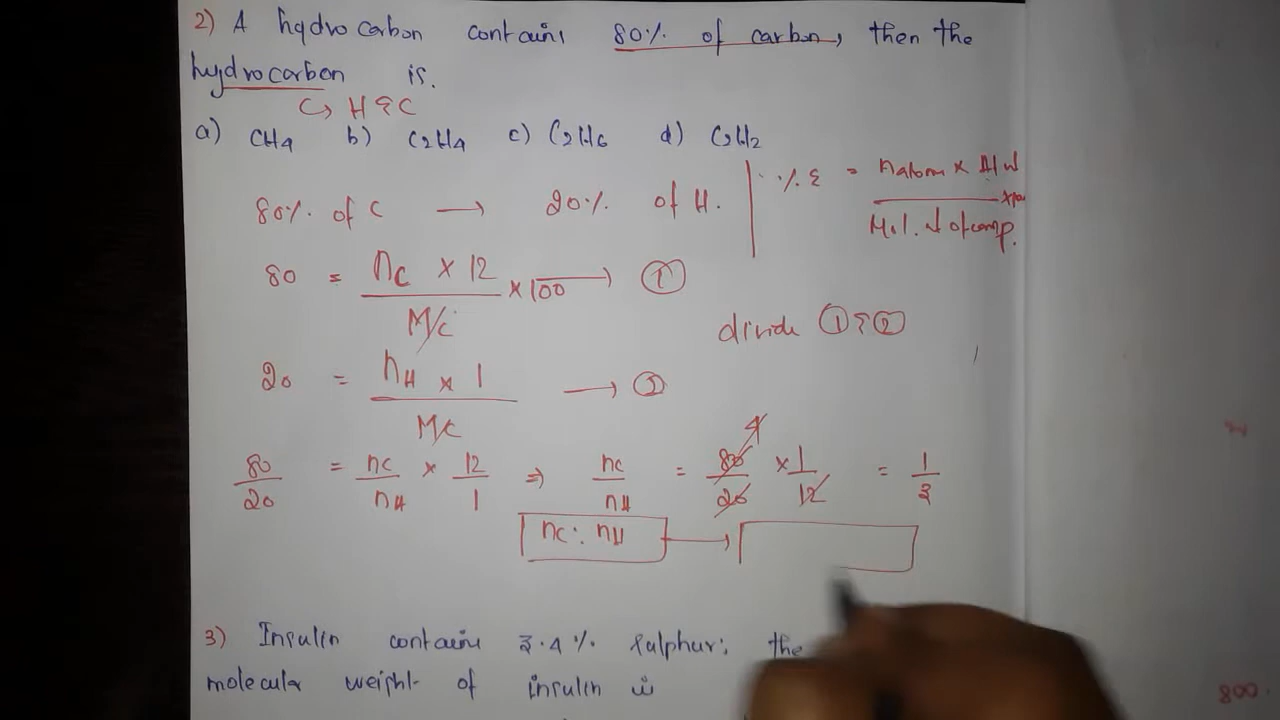 2) A hydrocarbon contains 80% of carbon, then the
hydrocarbon is.
↳ H & C
a) CH4 b) C2H4 c) C2H6 d) C2H2
80% of C → 20% of H.
% E = natom × At w / Mol. wt of comp. × 100
80 = nC × 12 / M/c × 100 → ①
divide ① & ②
20 = nH × 1 / M/c → ②
80/20 = nC/nH × 12/1 ⇒ nC/nH = 80/20 4 × 1/12 = 1/3
nC : nH →
3) Insulin contains 3.4% sulphur; the
molecular weight of insulin is
800